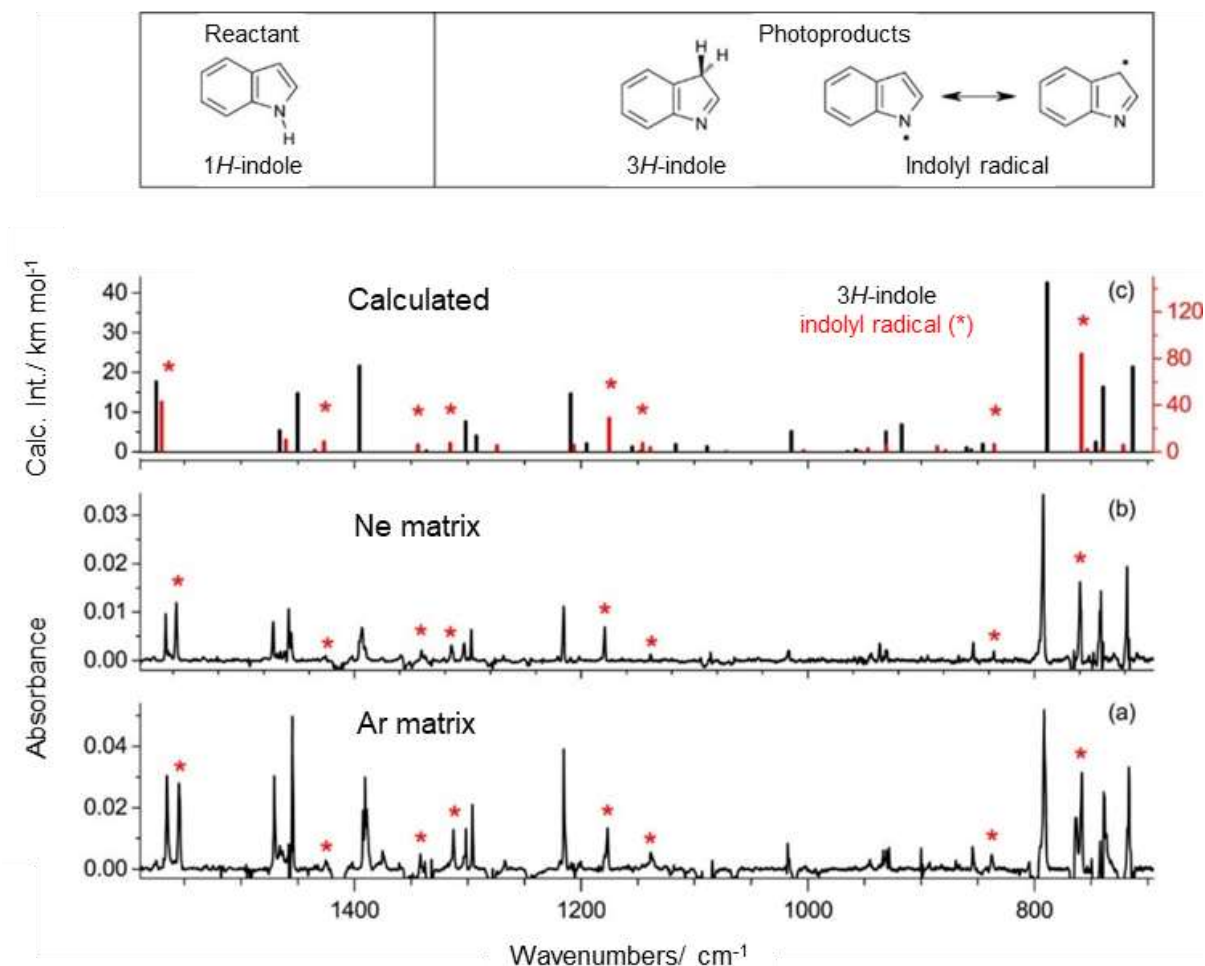 Reactant
Photoproducts
H
H
N
H
N
N
N
1H-indole
3H-indole
Indolyl radical
Calc. Int./ km mol-1
40
30
20
10
0
Calculated
3H-indole
indolyl radical (*)
(c)
120
80
40
0
* * * * * * * *
Absorbance
0.03
0.02
0.01
0.00
Ne matrix
(b)
* * * * * * * *
0.04
0.02
0.00
Ar matrix
(a)
* * * * * * * *
1400
1200
1000
800
Wavenumbers/ cm-1